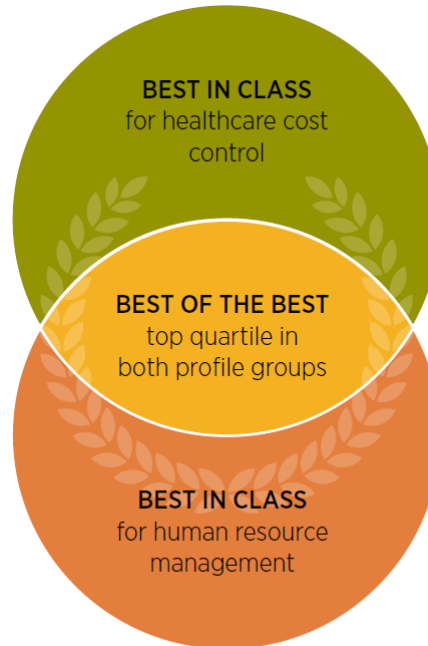 BEST IN CLASS
for healthcare cost
control
BEST OF THE BEST
top quartile in
both profile groups
BEST IN CLASS
for human resource
management